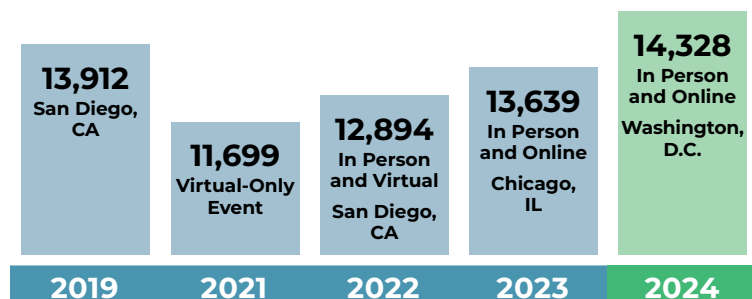 13,912
San Diego,
CA
11,699
Virtual-Only
Event
12,894
In Person
and Virtual
San Diego,
CA
13,639
In Person
and Online
Chicago,
IL
14,328
In Person
and Online
Washington,
D.C.
2019
2021
2022
2023
2024